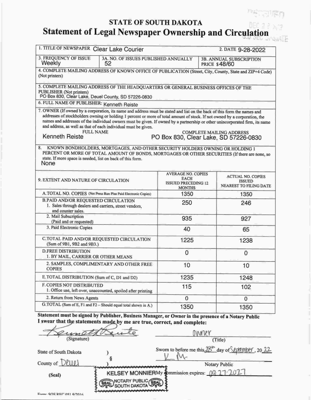 STATE OF SOUTH DAKOTA
Statement of Legal Newspaper Ownership and Circulation
1. TITLE OF NEWSPAPER Clear Lake Courier 2. DATE 9-28-2022
3. FREQUENCY OF ISSUE
Weekly
3A. NO. OF ISSUES PUBLISHED ANNUALLY
52
3B. ANNUAL SUBSCRIPTION
PRICE $48/60
4. COMPLETE MAILING ADDRESS OF KNOWN OFFICE OF PUBLICATION (Street, City, County, State and ZIP+4 Code)
(Not printers)
5. COMPLETE MAILING ADDRESS OF THE HEADQUARTERS OR GENERAL BUSINESS OFFICES OF THE
PUBLISHER (Not printers)
PO Box 830, Clear Lake, Deuel County, SD 57226-0830
6. FULL NAME OF PUBLISHER: Kenneth Reiste
7. OWNER (If owned by a corporation, its name and address must be stated and list on the back of this form the names and
addresses of stockholders owning or holding 1 percent or more of total amount of stock. If not owned by a corporation, the
names and addresses of the individual owners must be given. If owned by a partnership or other unincorporated firm, its name
and address, as well as that of each individual must be given.
FULL NAME COMPLETE MAILING ADDRESS
Kenneth Reiste PO Box 830, Clear Lake, SD 57226-0830
8. KNOWN BONDHOLDERS, MORTGAGES, AND OTHER SECURITY HOLDERS OWNING OR HOLDING 1
PERCENT OR MORE OF TOTAL AMOUNT OF BONDS, MORTGAGES OR OTHER SECURITIES (If there are none, so
state. If more space is needed, list on back of this form.
None
9. EXTENT AND NATURE OF CIRCULATION
AVERAGE NO. COPIES
EACH
ISSUED PRECEEDING 12
MONTHS
ACTUAL NO. COPIES
ISSUED
NEAREST TO FILING DATE
A. TOTAL NO. COPIES (Net Press Run Plus Paid Electronic Copies) 1350 1350
B. PAID AND/OR REQUESTED CIRCULATION
1. Sales through dealers and carriers, street vendors,
and counter sales.
250 246
2. Mail Subscription
(Paid and or requested)
935 927
3. Paid Electronic Copies 40 65
C. TOTAL PAID AND/OR REQUESTED CIRCULATION
(Sum of 9B1, 9B2 and 9B3.)
1225 1238
D. FREE DISTRIBUTION
1. BY MAIL, CARRIER OR OTHER MEANS
0 0
2. SAMPLES, COMPLIMENTARY AND OTHER FREE
COPIES
10 10
E. TOTAL DISTRIBUTION (Sum of C, D1 and D2) 1235 1248
F. COPIES NOT DISTRIBUTED
1. Office use, left over, unaccounted, spoiled after printing
115 102
2. Return from News Agents 0 0
G. TOTAL (Sum of E, F1 and F2 – Should equal total shown in A.) 1350 1350
Statement must be signed by Publisher, Business Manager, or Owner in the presence of a Notary Public
I swear that the statements made by me are true, correct, and complete:
Kenneth Reiste owner
(Signature) (Title)
State of South Dakota )
Sworn to before me this 28th day of September, 20 22
County of Deuel )
Notary Public
(Seal)
KELSEY MONNIER
NOTARY PUBLIC
SOUTH DAKOTA
My commission expires: